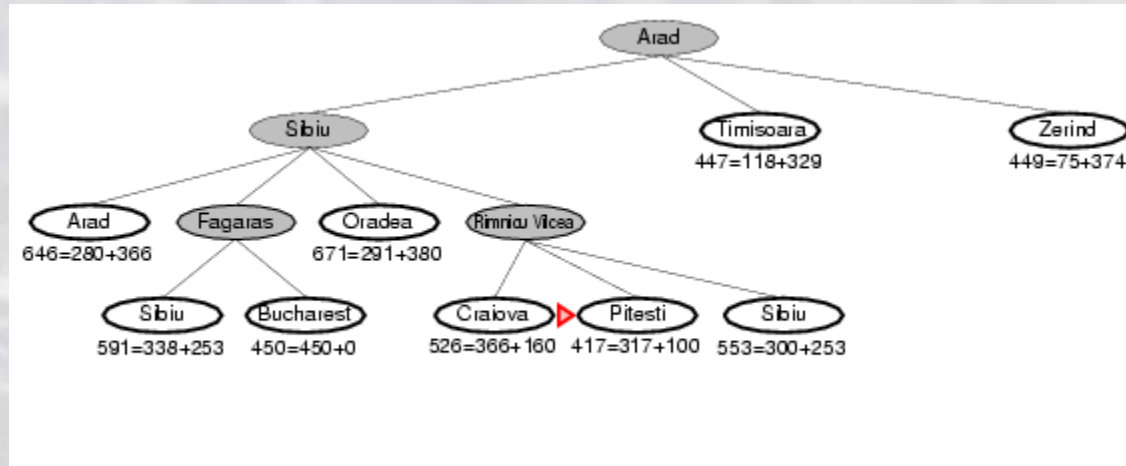 Arad
Sibiu
Timisoara
Zerind
447=118+329
449=75+374
Arad
Fagaras
Oradea
Rimnicu Vilcea
646=280+366
671=291+380
Sibiu
Bucharest
Craiova
Pitesti
Sibiu
591=338+253
450=450+0
526=366+160
417=317+100
553=300+253